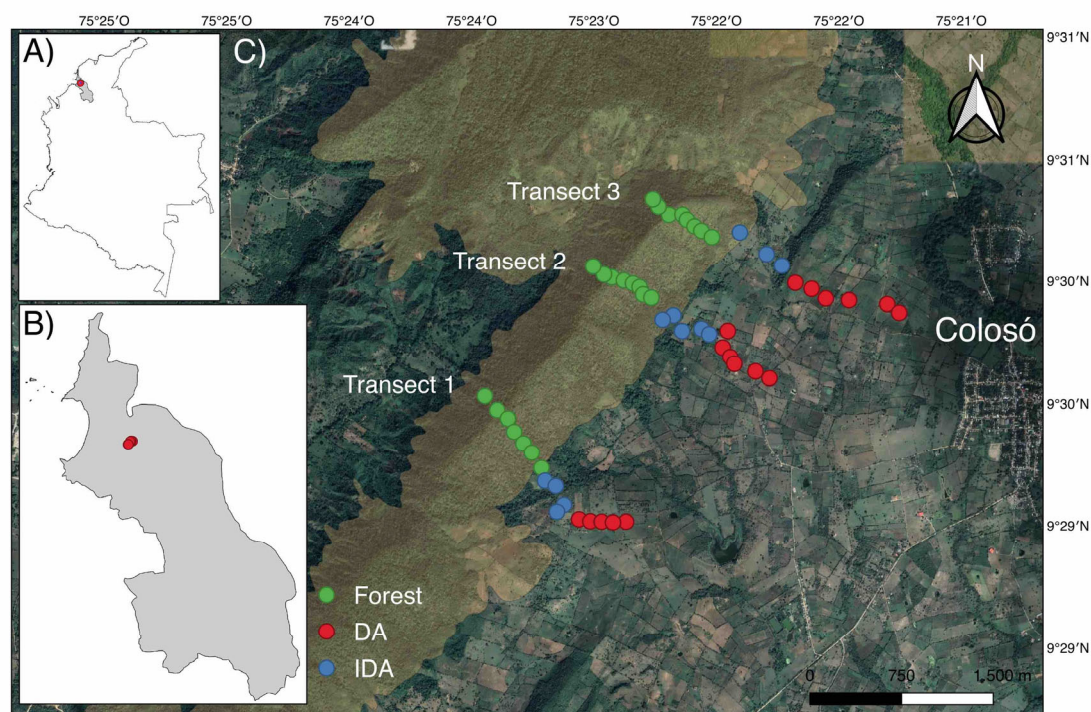 75°25′O 75°25′O 75°24′O 75°24′O 75°23′O 75°22′O 75°22′O 75°21′O
A)
C)
N
9°31′N
9°31′N
Transect 3
Transect 2
9°30′N
B)
Colosó
Transect 1
9°30′N
9°29′N
Forest
DA
IDA
9°29′N
0 750 1.500 m